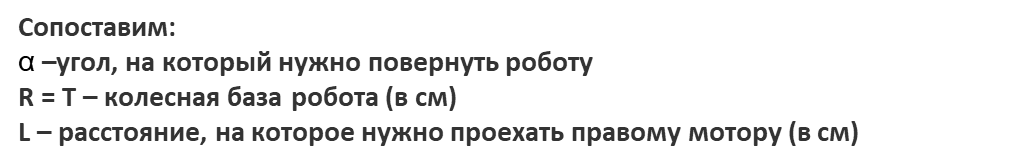 Сопоставим:
α –угол, на который нужно повернуть роботу
R = T – колесная база робота (в см)
L – расстояние, на которое нужно проехать правому мотору (в см)